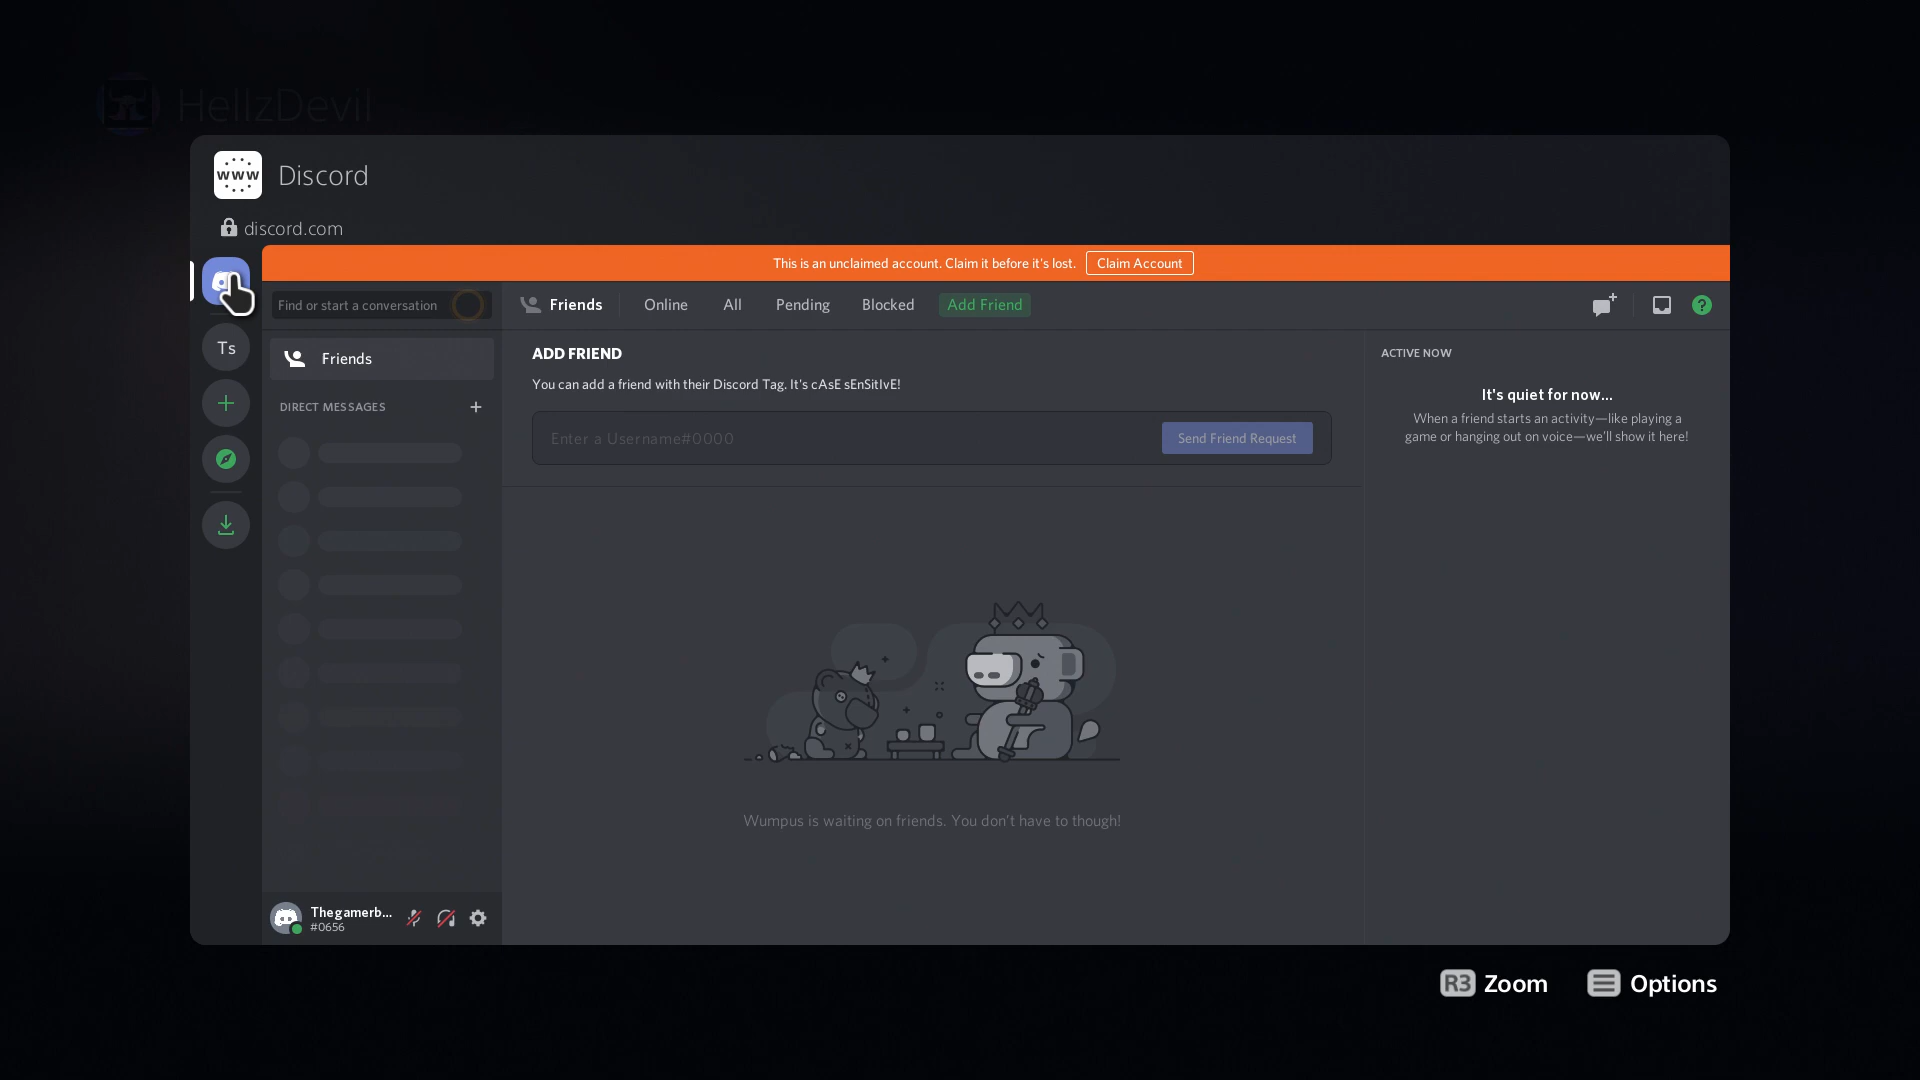 HellzDevil
www
Discord
discord.com
This is an unclaimed account. Claim it before it's lost.
Claim Account
Find or start a conversation
Friends
Online
All
Pending
Blocked
Add Friend
?
Ts
Friends
DIRECT MESSAGES
ADD FRIEND
You can add a friend with their Discord Tag. It's cAsE sEnSitIvE!
Enter a Username#0000
Send Friend Request
ACTIVE NOW
It's quiet for now...
When a friend starts an activity—like playing a
game or hanging out on voice—we'll show it here!
Wumpus is waiting on friends. You don't have to though!
Thegamerb...
#0656
R3 Zoom
Options